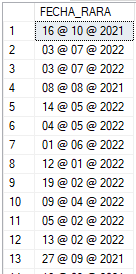 FECHA_RARA
1 16 @ 10 @ 2021
2 03 @ 07 @ 2022
3 03 @ 07 @ 2022
4 08 @ 08 @ 2021
5 14 @ 05 @ 2022
6 04 @ 05 @ 2022
7 01 @ 06 @ 2022
8 12 @ 01 @ 2022
9 19 @ 02 @ 2022
10 09 @ 04 @ 2022
11 05 @ 02 @ 2022
12 13 @ 02 @ 2022
13 27 @ 09 @ 2021